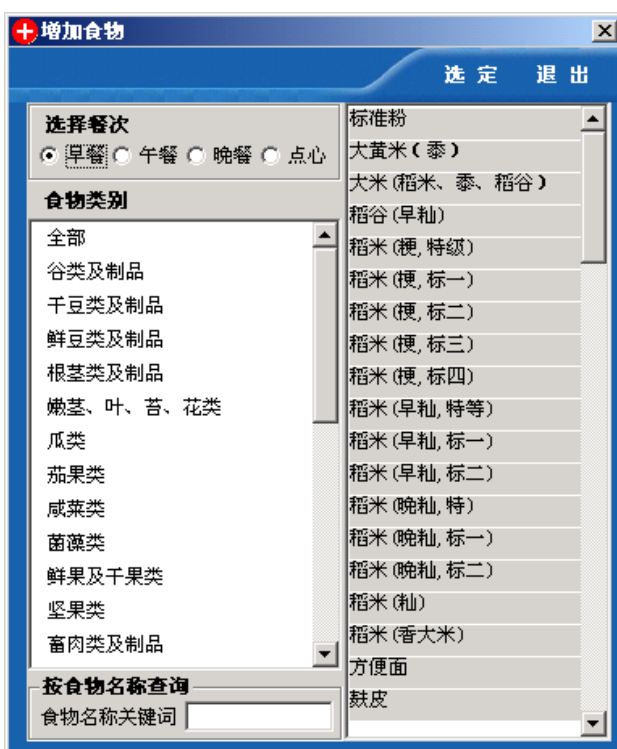 增加食物
选定 退出
选择餐次
早餐 午餐 晚餐 点心
食物类别
全部
谷类及制品
干豆类及制品
鲜豆类及制品
根茎类及制品
嫩茎、叶、苔、花类
瓜类
茄果类
咸菜类
菌藻类
鲜果及干果类
坚果类
畜肉类及制品
按食物名称查询
食物名称关键词
标准粉
大黄米(黍)
大米(稻米、黍、稻谷)
稻谷(早籼)
稻米(粳,特级)
稻米(粳,标一)
稻米(粳,标二)
稻米(粳,标三)
稻米(粳,标四)
稻米(早籼,特等)
稻米(早籼,标一)
稻米(早籼,标二)
稻米(晚籼,特)
稻米(晚籼,标一)
稻米(晚籼,标二)
稻米(籼)
稻米(香大米)
方便面
麸皮